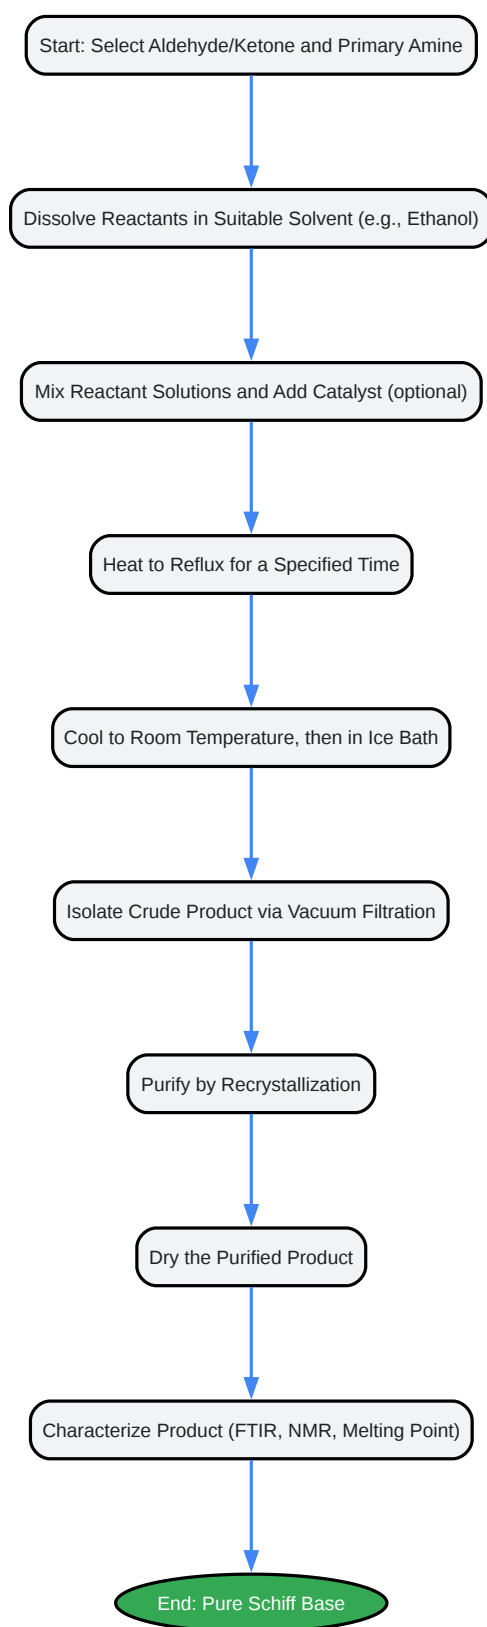 Start: Select Aldehyde/Ketone and Primary Amine
Dissolve Reactants in Suitable Solvent (e.g., Ethanol)
Mix Reactant Solutions and Add Catalyst (optional)
Heat to Reflux for a Specified Time
Cool to Room Temperature, then in Ice Bath
Isolate Crude Product via Vacuum Filtration
Purify by Recrystallization
Dry the Purified Product
Characterize Product (FTIR, NMR, Melting Point)
End: Pure Schiff Base